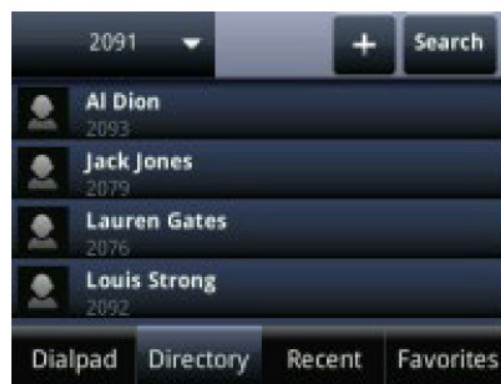 2091 + Search
Al Dion
2093
Jack Jones
2079
Lauren Gates
2076
Louis Strong
2092
Dialpad Directory Recent Favorites